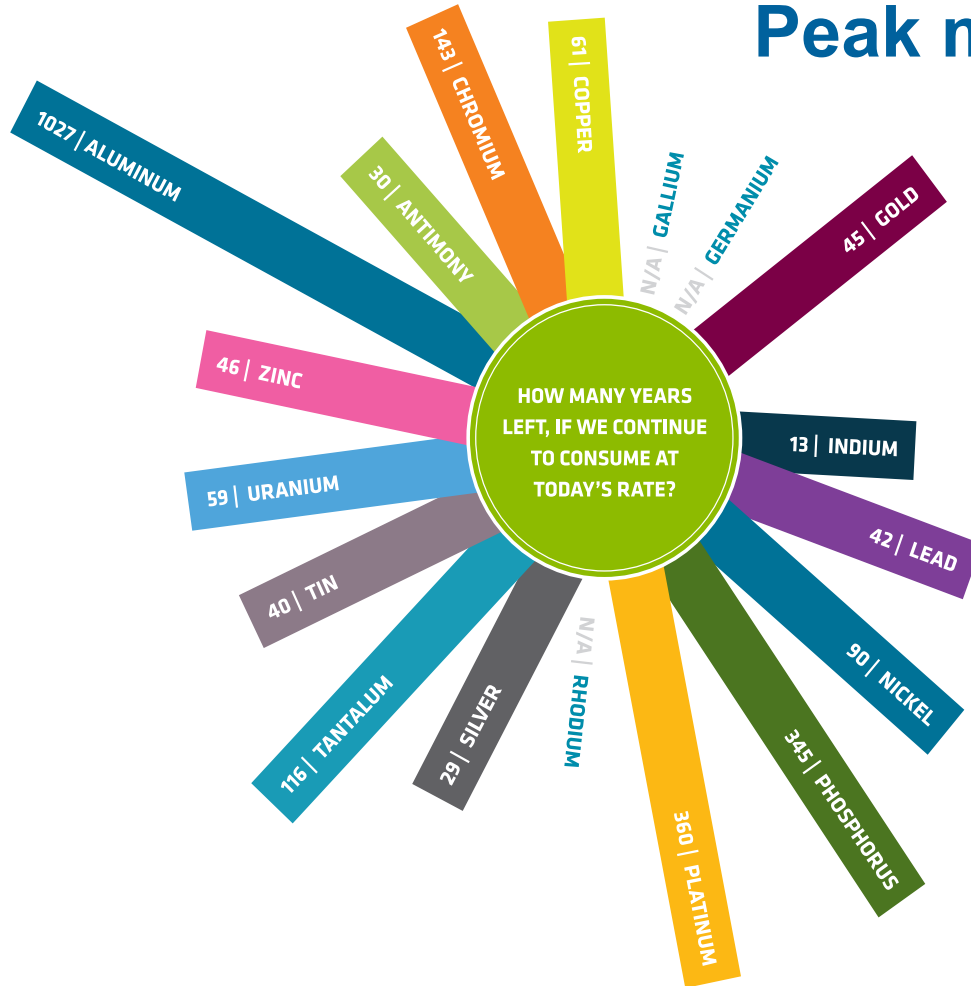 Peak n
143 | CHROMIUM
61 | COPPER
1027 | ALUMINUM
30 | ANTIMONY
N/A | GALLIUM
N/A | GERMANIUM
45 | GOLD
46 | ZINC
HOW MANY YEARS
LEFT, IF WE CONTINUE
TO CONSUME AT
TODAY'S RATE?
13 | INDIUM
59 | URANIUM
42 | LEAD
40 | TIN
90 | NICKEL
116 | TANTALUM
29 | SILVER
N/A | RHODIUM
345 | PHOSPHORUS
360 | PLATINUM